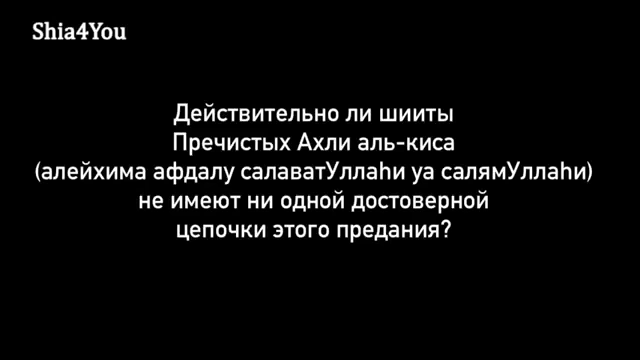 Shia4You
Действительно ли шииты
Пречистых Ахли аль-киса
(алейхима афдалу салаватУллаhи уа салямУллаhи)
не имеют ни одной достоверной
цепочки этого предания?